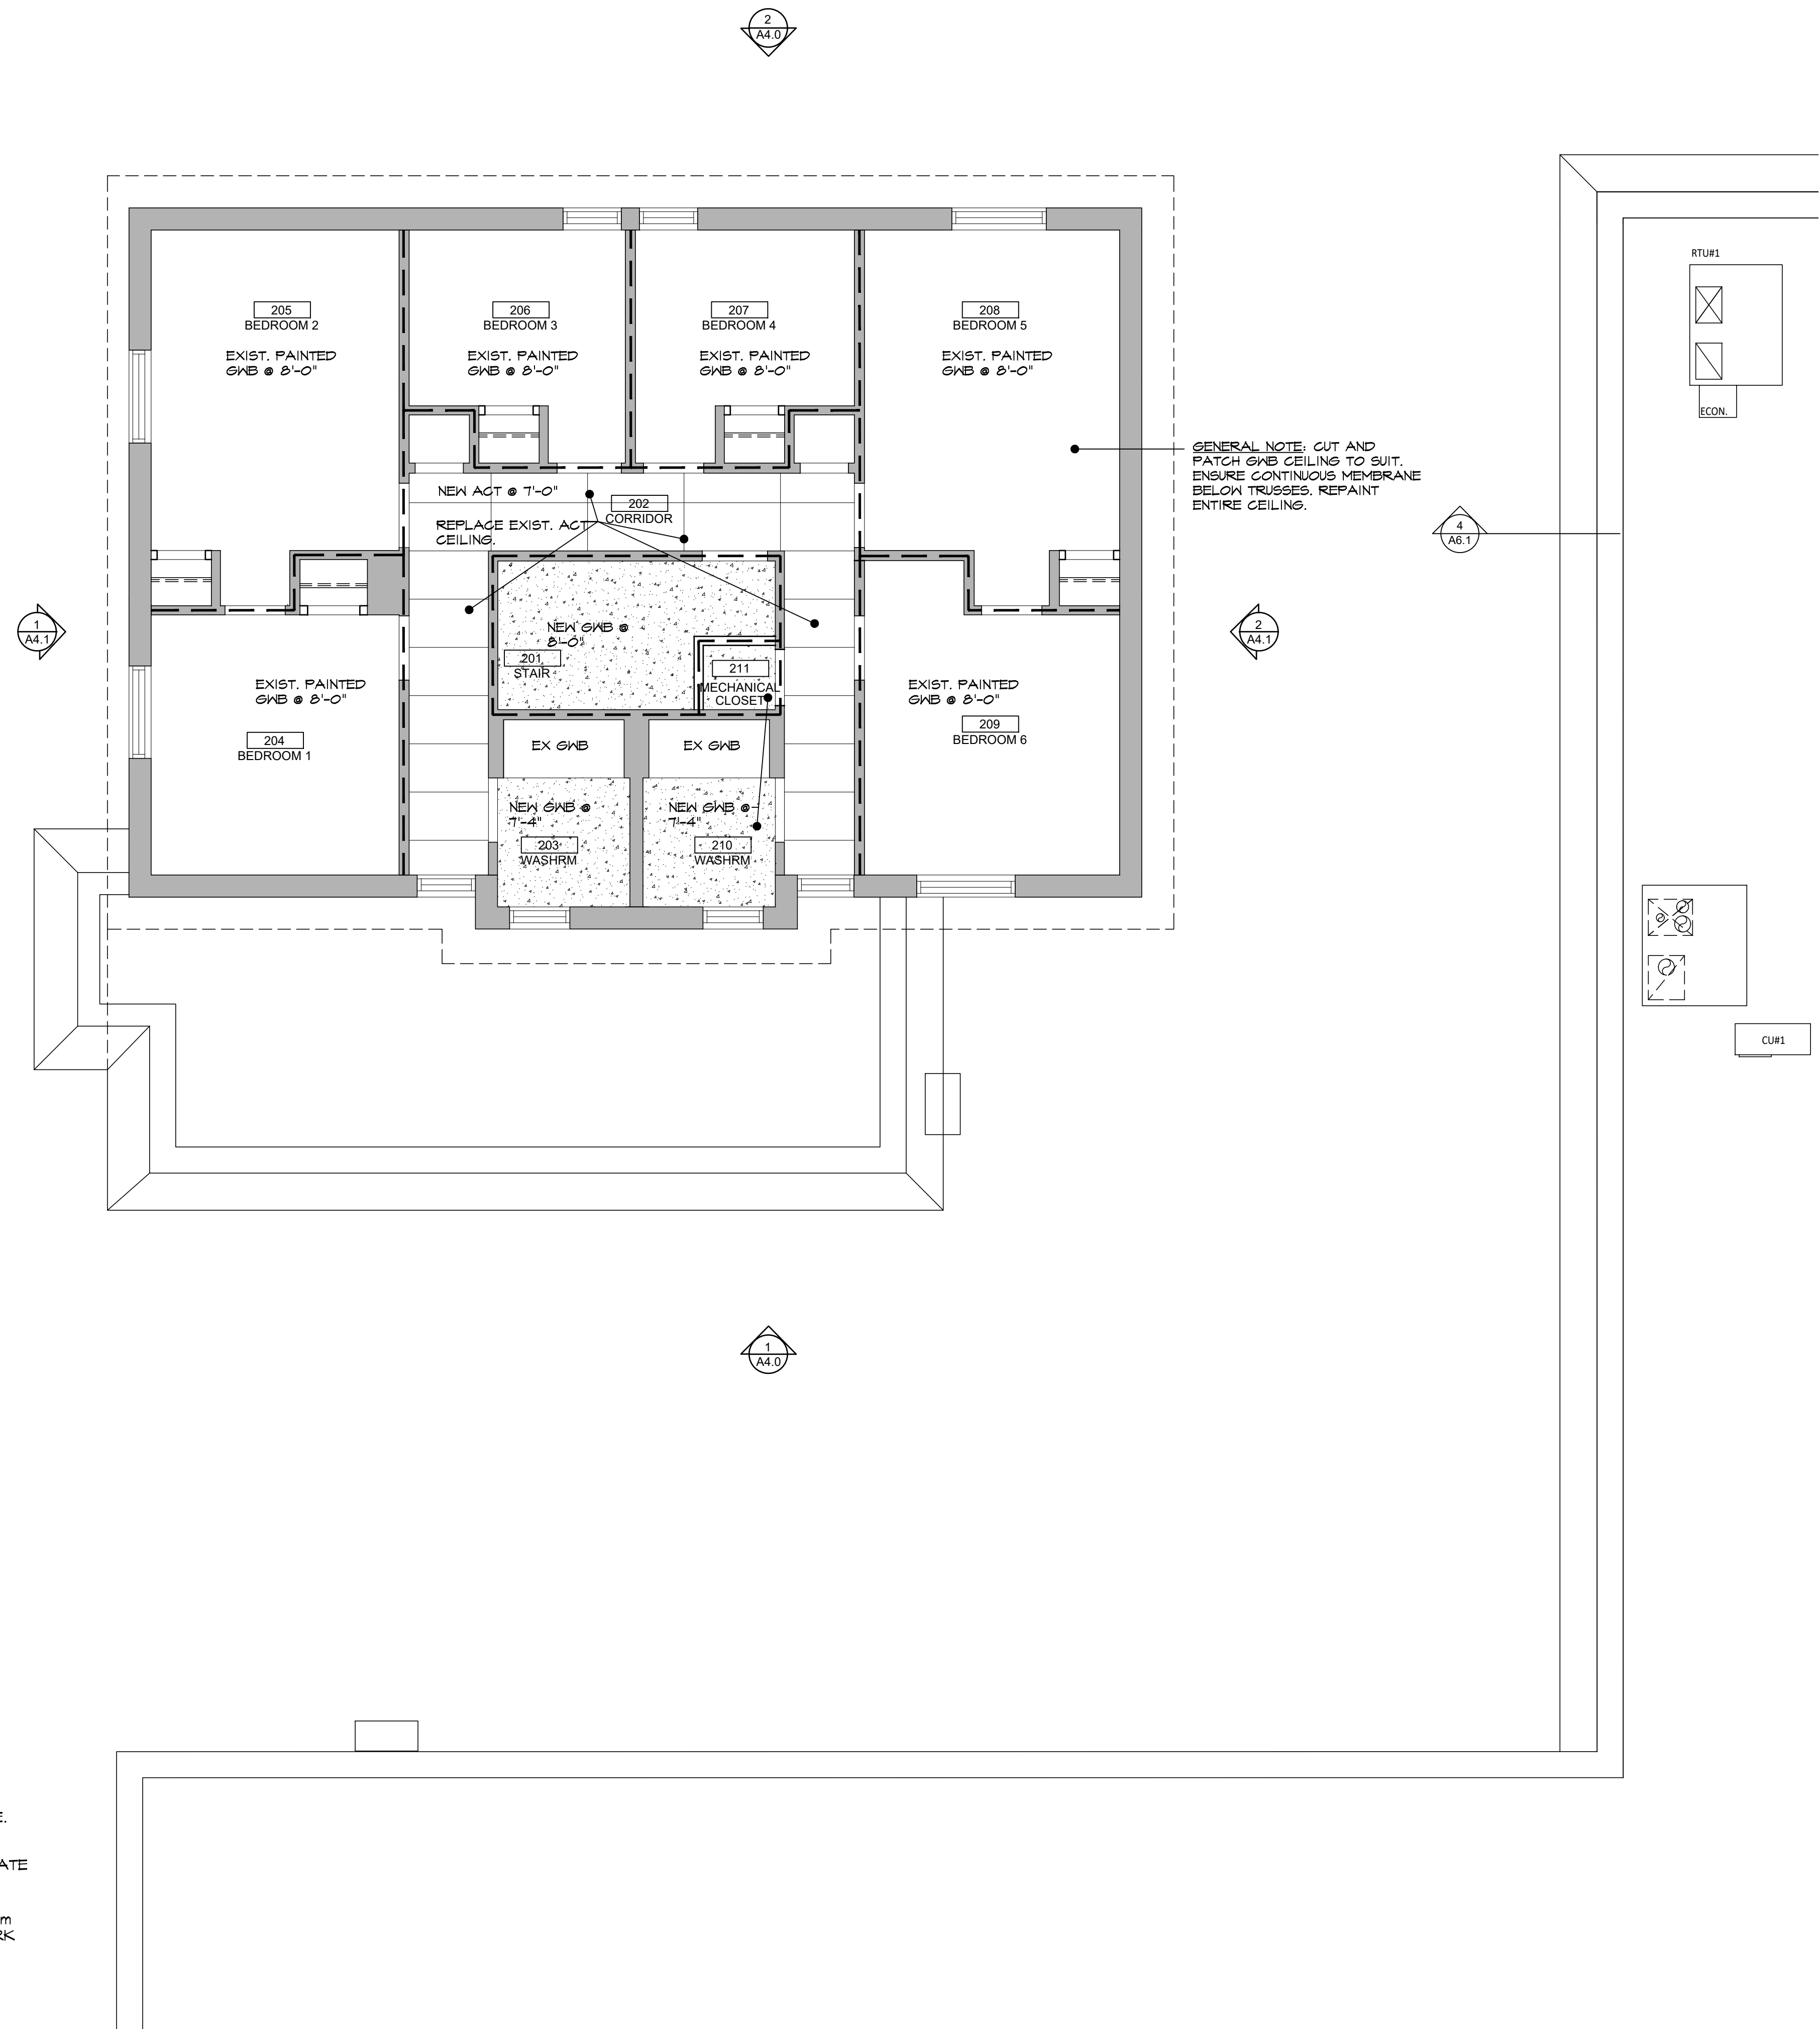 2
A4.0
RTU#1
205
BEDROOM 2
EXIST. PAINTED
GWB @ 8'-0"
206
BEDROOM 3
EXIST. PAINTED
GWB @ 8'-0"
207
BEDROOM 4
EXIST. PAINTED
GWB @ 8'-0"
208
BEDROOM 5
EXIST. PAINTED
GWB @ 8'-0"
ECON.
GENERAL NOTE: CUT AND
PATCH GWB CEILING TO SUIT.
ENSURE CONTINUOUS MEMBRANE
BELOW TRUSSES. REPAINT
ENTIRE CEILING.
NEW ACT @ 7'-0"
202
CORRIDOR
REPLACE EXIST. ACT
CEILING.
4
A6.1
1
A4.1
NEW GWB @
8'-0"
201
STAIR
211
MECHANICAL
CLOSET
2
A4.1
EXIST. PAINTED
GWB @ 8'-0"
204
BEDROOM 1
EXIST. PAINTED
GWB @ 8'-0"
209
BEDROOM 6
EX GWB
EX GWB
NEW GWB @
7'-4"
203
WASHRM
NEW GWB @
7'-4"
210
WASHRM
CU#1
1
A4.0
E.
ATE
m
RK